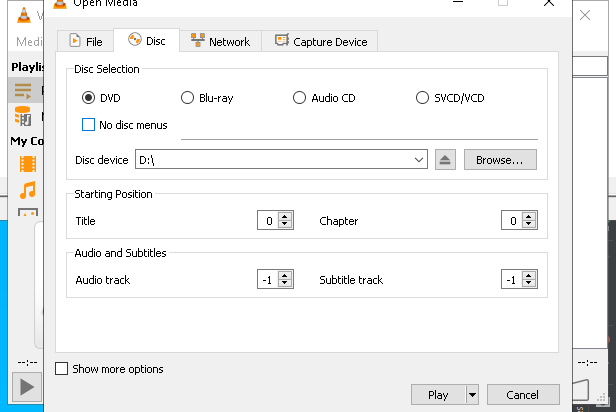 Open Media
V
Medi
File
Disc
Network
Capture Device
Playlis
Disc Selection
DVD
Blu-ray
Audio CD
SVCD/VCD
No disc menus
My Co
Disc device
D:\
Browse...
Starting Position
Title
0
Chapter
0
Audio and Subtitles
Audio track
-1
Subtitle track
-1
--:--
--:--
Show more options
Play
Cancel